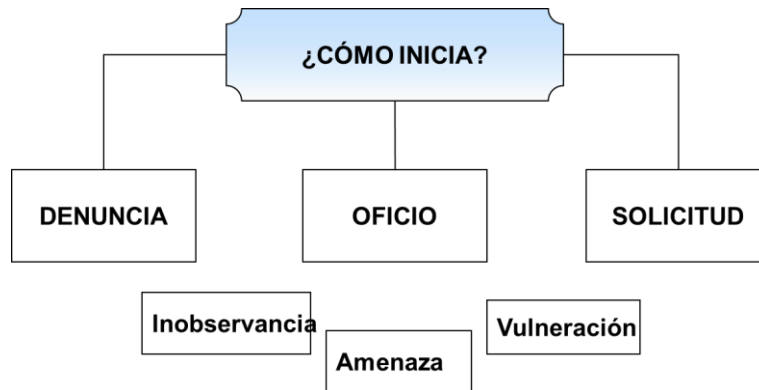 ¿CÓMO INICIA?
DENUNCIA
OFICIO
SOLICITUD
Inobservancia
Vulneración
Amenaza